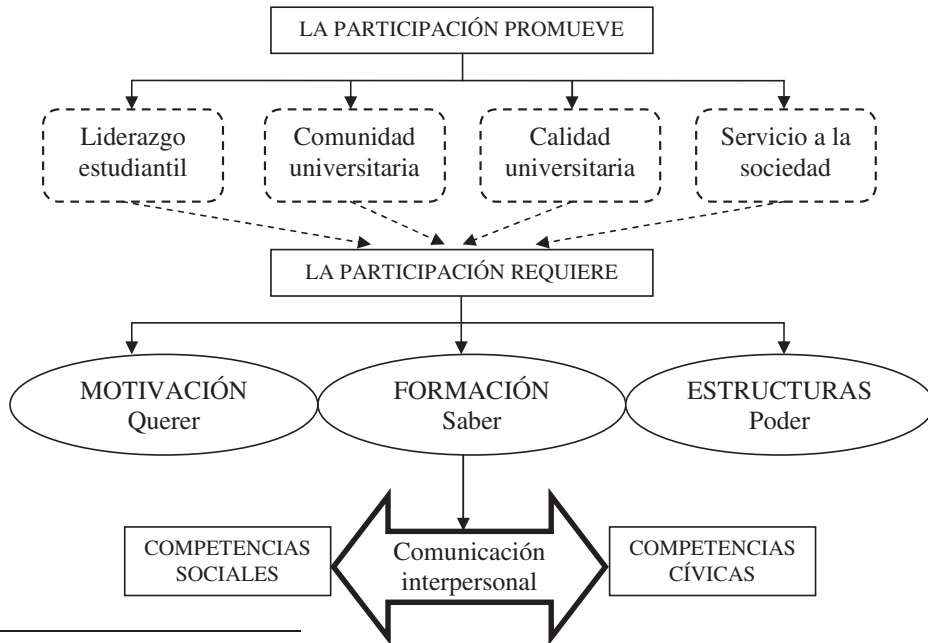 LA PARTICIPACIÓN PROMUEVE
Liderazgo
estudiantil
Comunidad
universitaria
Calidad
universitaria
Servicio a la
sociedad
LA PARTICIPACIÓN REQUIERE
MOTIVACIÓN
Querer
FORMACIÓN
Saber
ESTRUCTURAS
Poder
COMPETENCIAS
SOCIALES
Comunicación
interpersonal
COMPETENCIAS
CÍVICAS